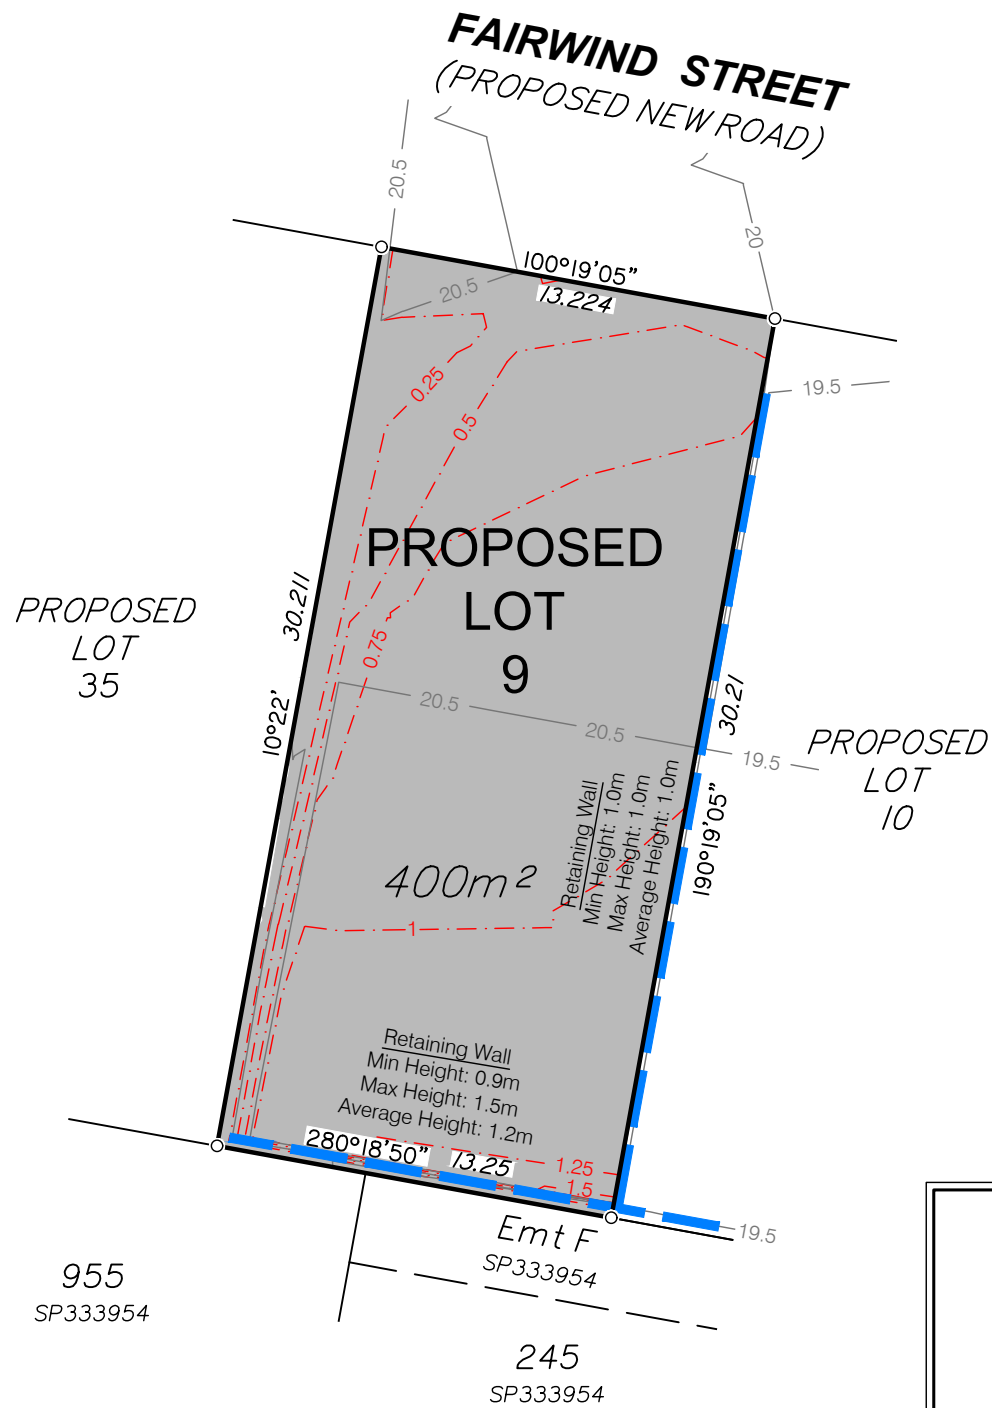 FAIRWIND STREET
(PROPOSED NEW ROAD)
20.5
20
100°19'05"
13.224
20.5
19.5
0.25
0.5
PROPOSED
LOT
9
30.211
PROPOSED
LOT
35
0.75
10°22'
20.5
20.5
30.21
19.5
PROPOSED
LOT
10
190°19'05"
Retaining Wall
Min Height: 1.0m
Max Height: 1.0m
Average Height: 1.0m
400m²
1
Retaining Wall
Min Height: 0.9m
Max Height: 1.5m
Average Height: 1.2m
280°18'50"
13.25
1.25
1.5
19.5
Emt F
SP333954
955
SP333954
245
SP333954